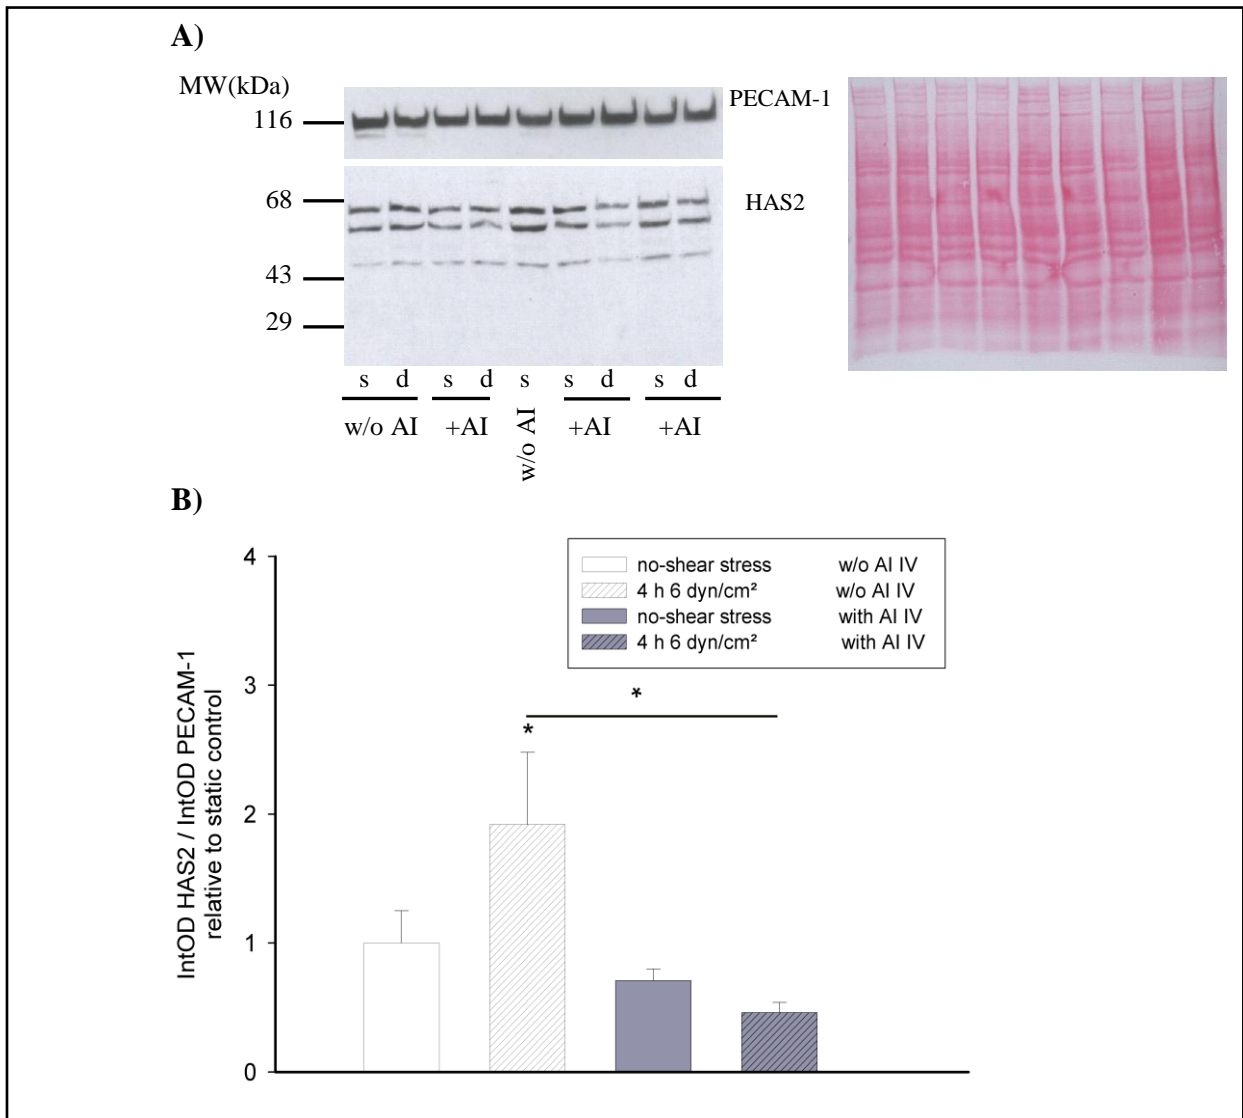 A)
MW(kDa)
PECAM-1
116
68
HAS2
43
29
s d s d s s d s d
w/o AI +AI w/o AI +AI +AI
B)
4
no-shear stress w/o AI IV
4 h 6 dyn/cm² w/o AI IV
no-shear stress with AI IV
4 h 6 dyn/cm² with AI IV
3
*
*
2
1
0
IntOD HAS2 / IntOD PECAM-1
relative to static control